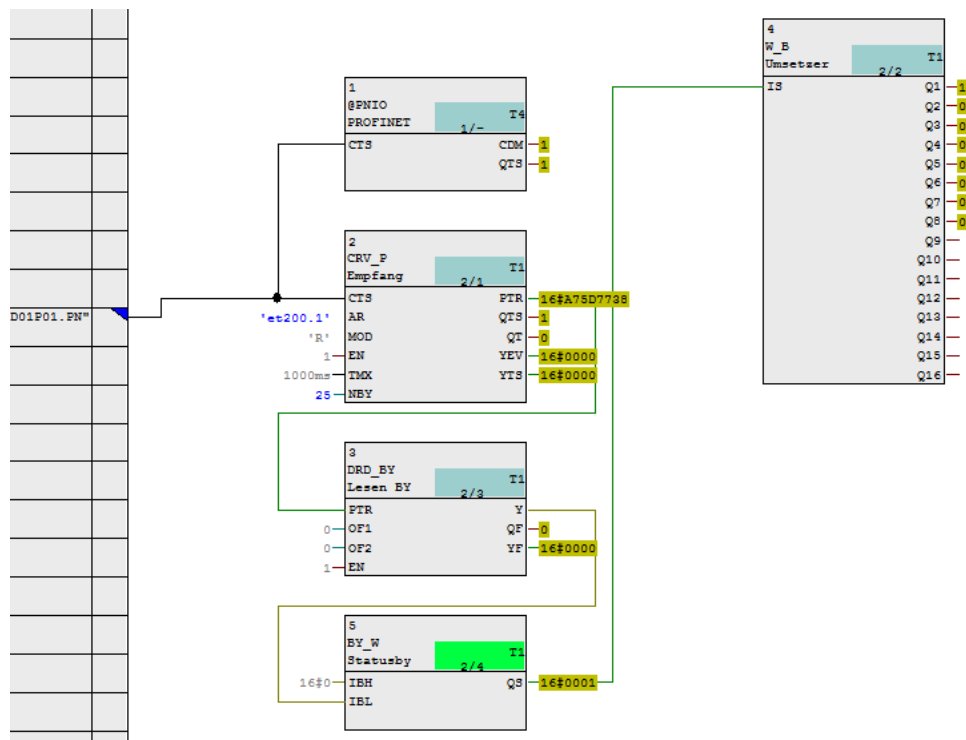 D01P01.PN"
1
@PNIO
PROFINET
T4
1/-
CTS
CDM 1
QTS 1
2
CRV_P
Empfang
T1
2/1
CTS PTR 16#A75D7738
'et200.1' AR QTS 1
'R' MOD QT 0
1 EN YEV 16#0000
1000ms TMX YTS 16#0000
25 NBY
3
DRD_BY
Lesen BY
T1
2/3
PTR Y
0 OF1 QF 0
0 OF2 YF 16#0000
1 EN
5
BY_W
Statusby
T1
2/4
16#0 IBH QS 16#0001
IBL
4
W_B
Umsetzer
T1
2/2
IS Q1 1
Q2 0
Q3 0
Q4 0
Q5 0
Q6 0
Q7 0
Q8 0
Q9
Q10
Q11
Q12
Q13
Q14
Q15
Q16